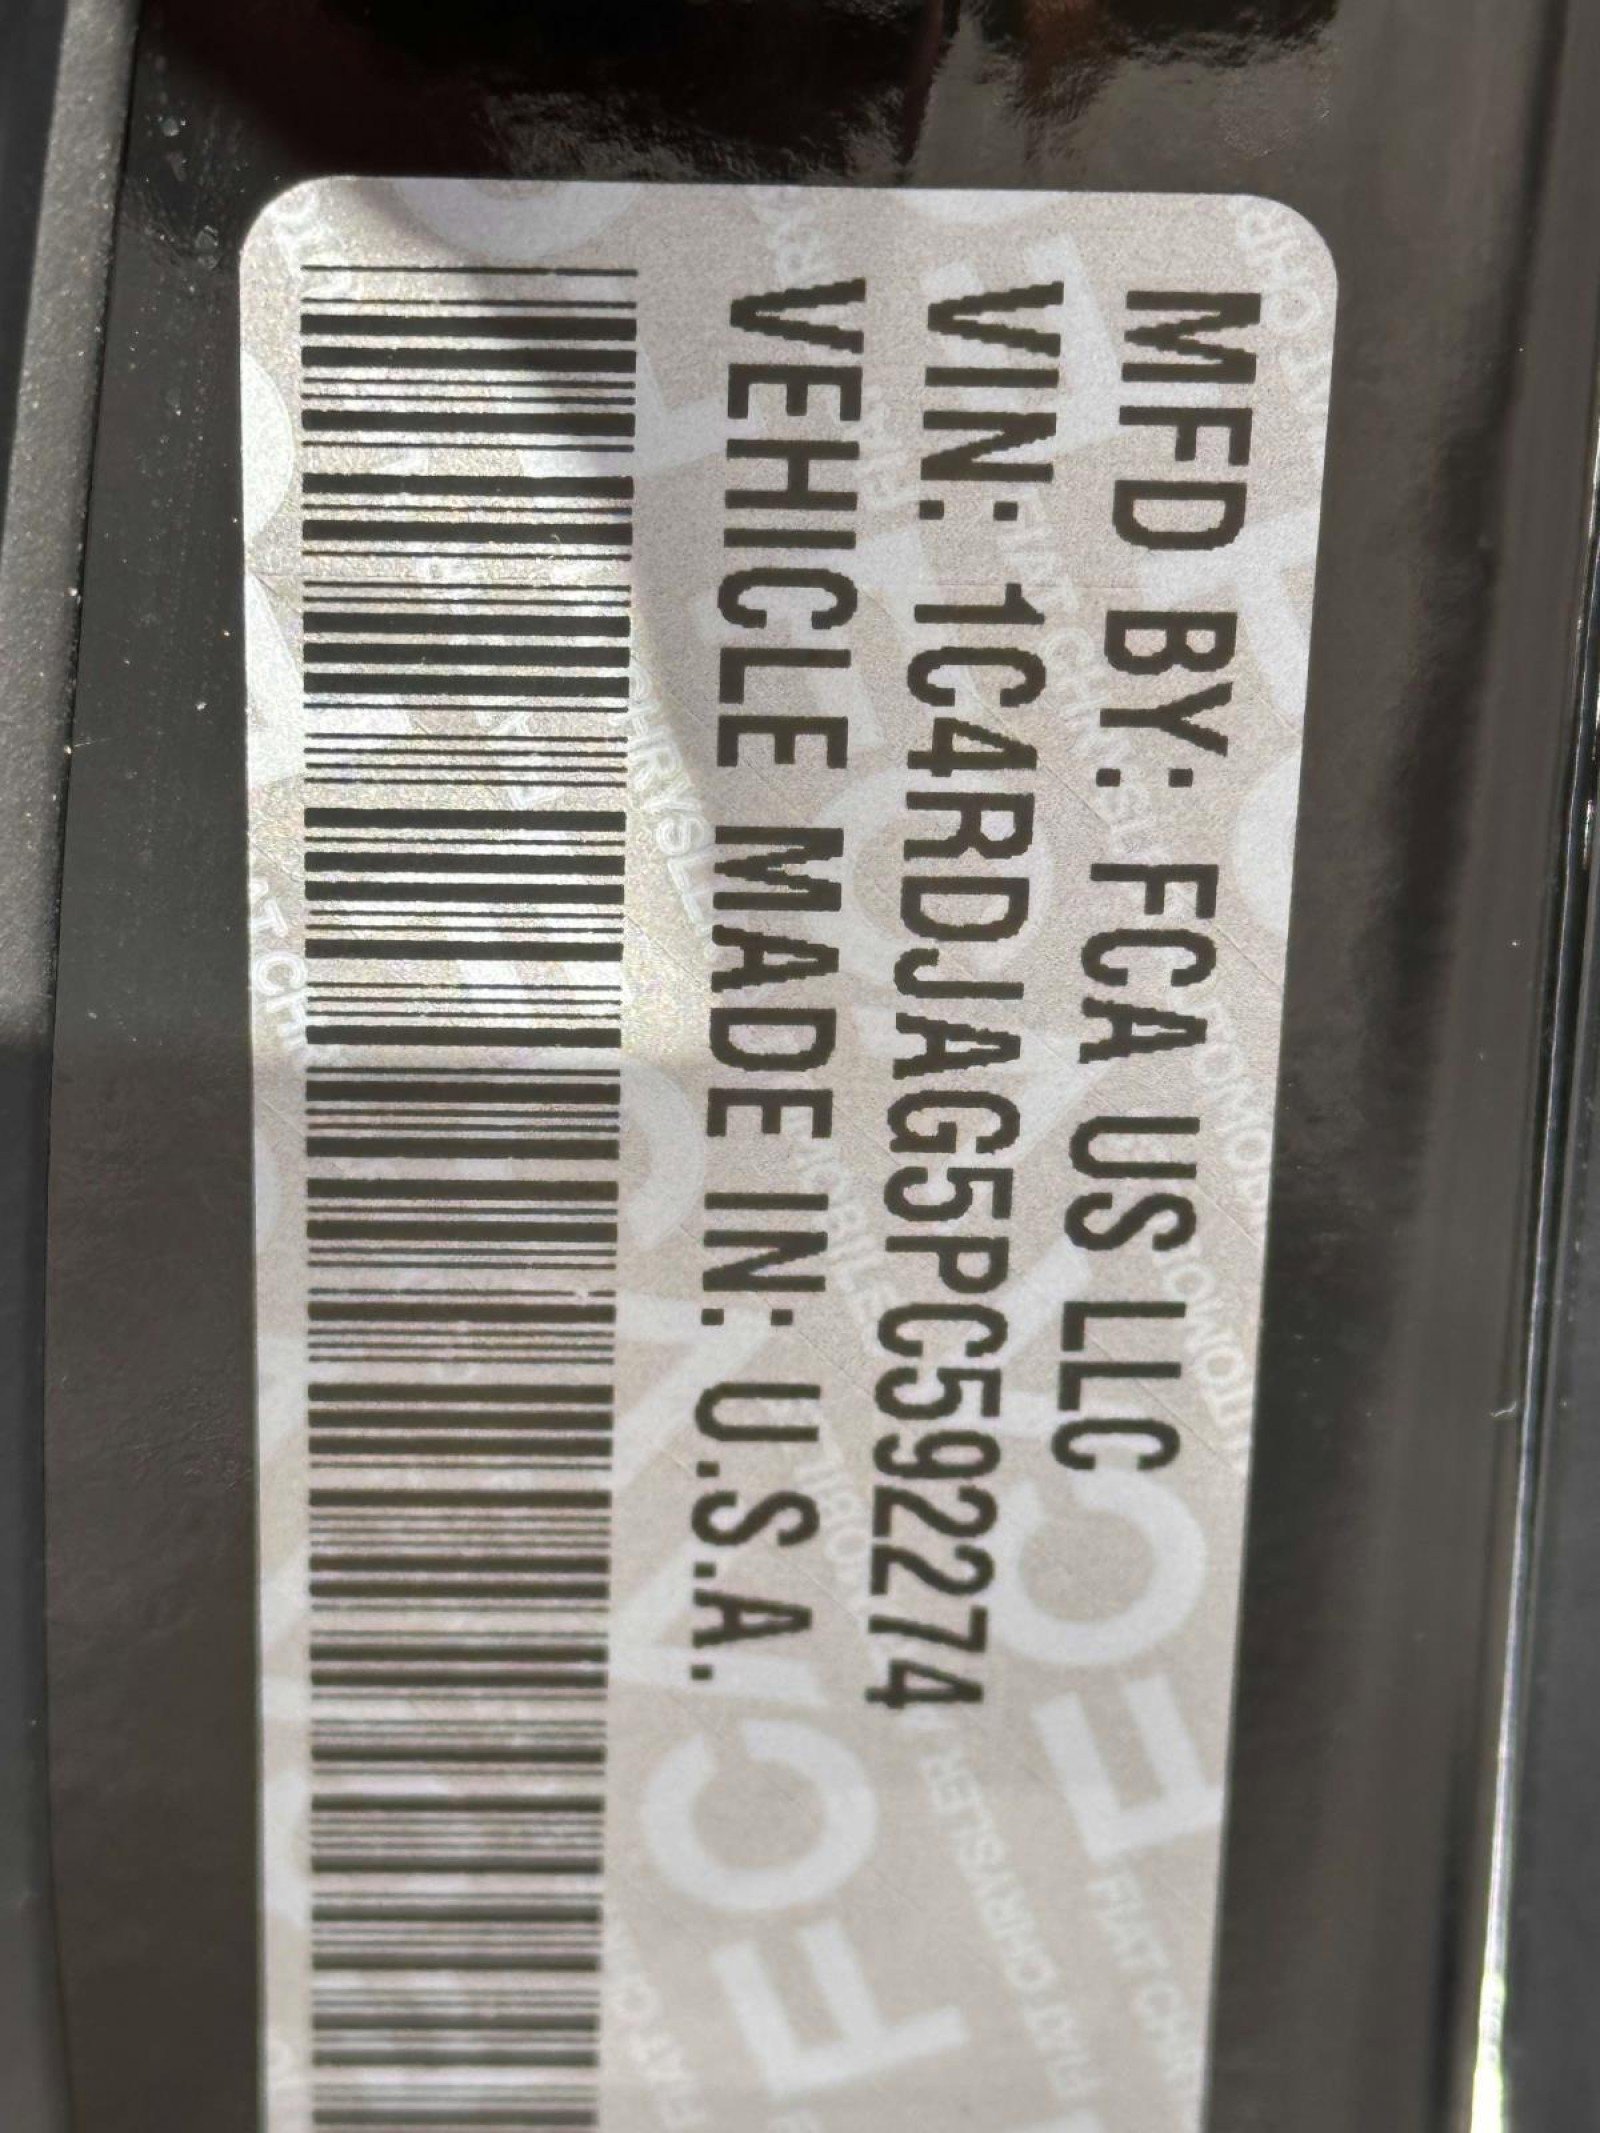 MFD BY: FCA US LLC
VIN: 1C4RDJAG5PC592274
VEHICLE MADE IN: U.S.A.